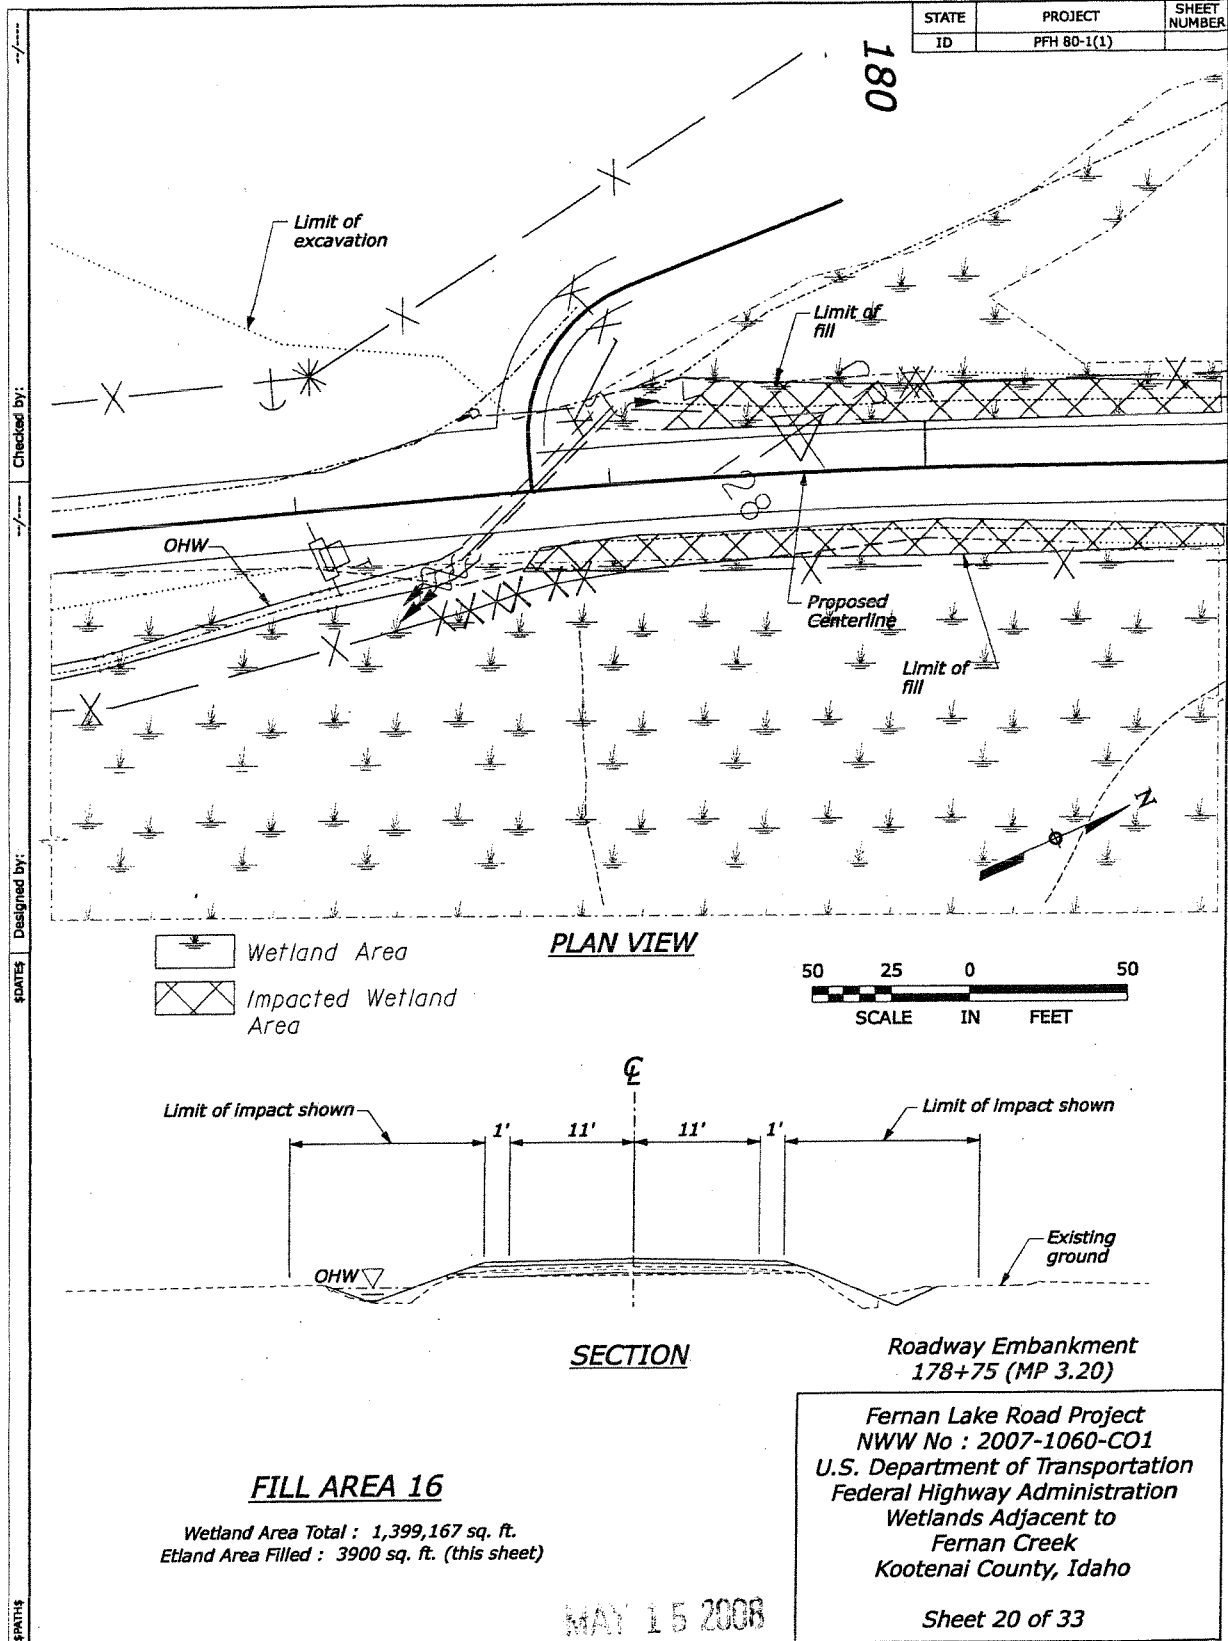 STATE PROJECT SHEET NUMBER
ID PFH 80-1(1)
180
Limit of
excavation
Limit of
fill
28
OHW
Proposed
Centerline
Limit of
fill
N
Wetland Area
Impacted Wetland
Area
PLAN VIEW
50 25 0 50
SCALE IN FEET
℄
Limit of impact shown
1' 11' 11' 1'
Limit of impact shown
OHW
Existing
ground
SECTION
Roadway Embankment
178+75 (MP 3.20)
FILL AREA 16
Wetland Area Total : 1,399,167 sq. ft.
Etland Area Filled : 3900 sq. ft. (this sheet)
Fernan Lake Road Project
NWW No : 2007-1060-CO1
U.S. Department of Transportation
Federal Highway Administration
Wetlands Adjacent to
Fernan Creek
Kootenai County, Idaho
Sheet 20 of 33
MAY 15 2008
--/----
Checked by:
--/----
Designed by:
$DATE$
$PATH$